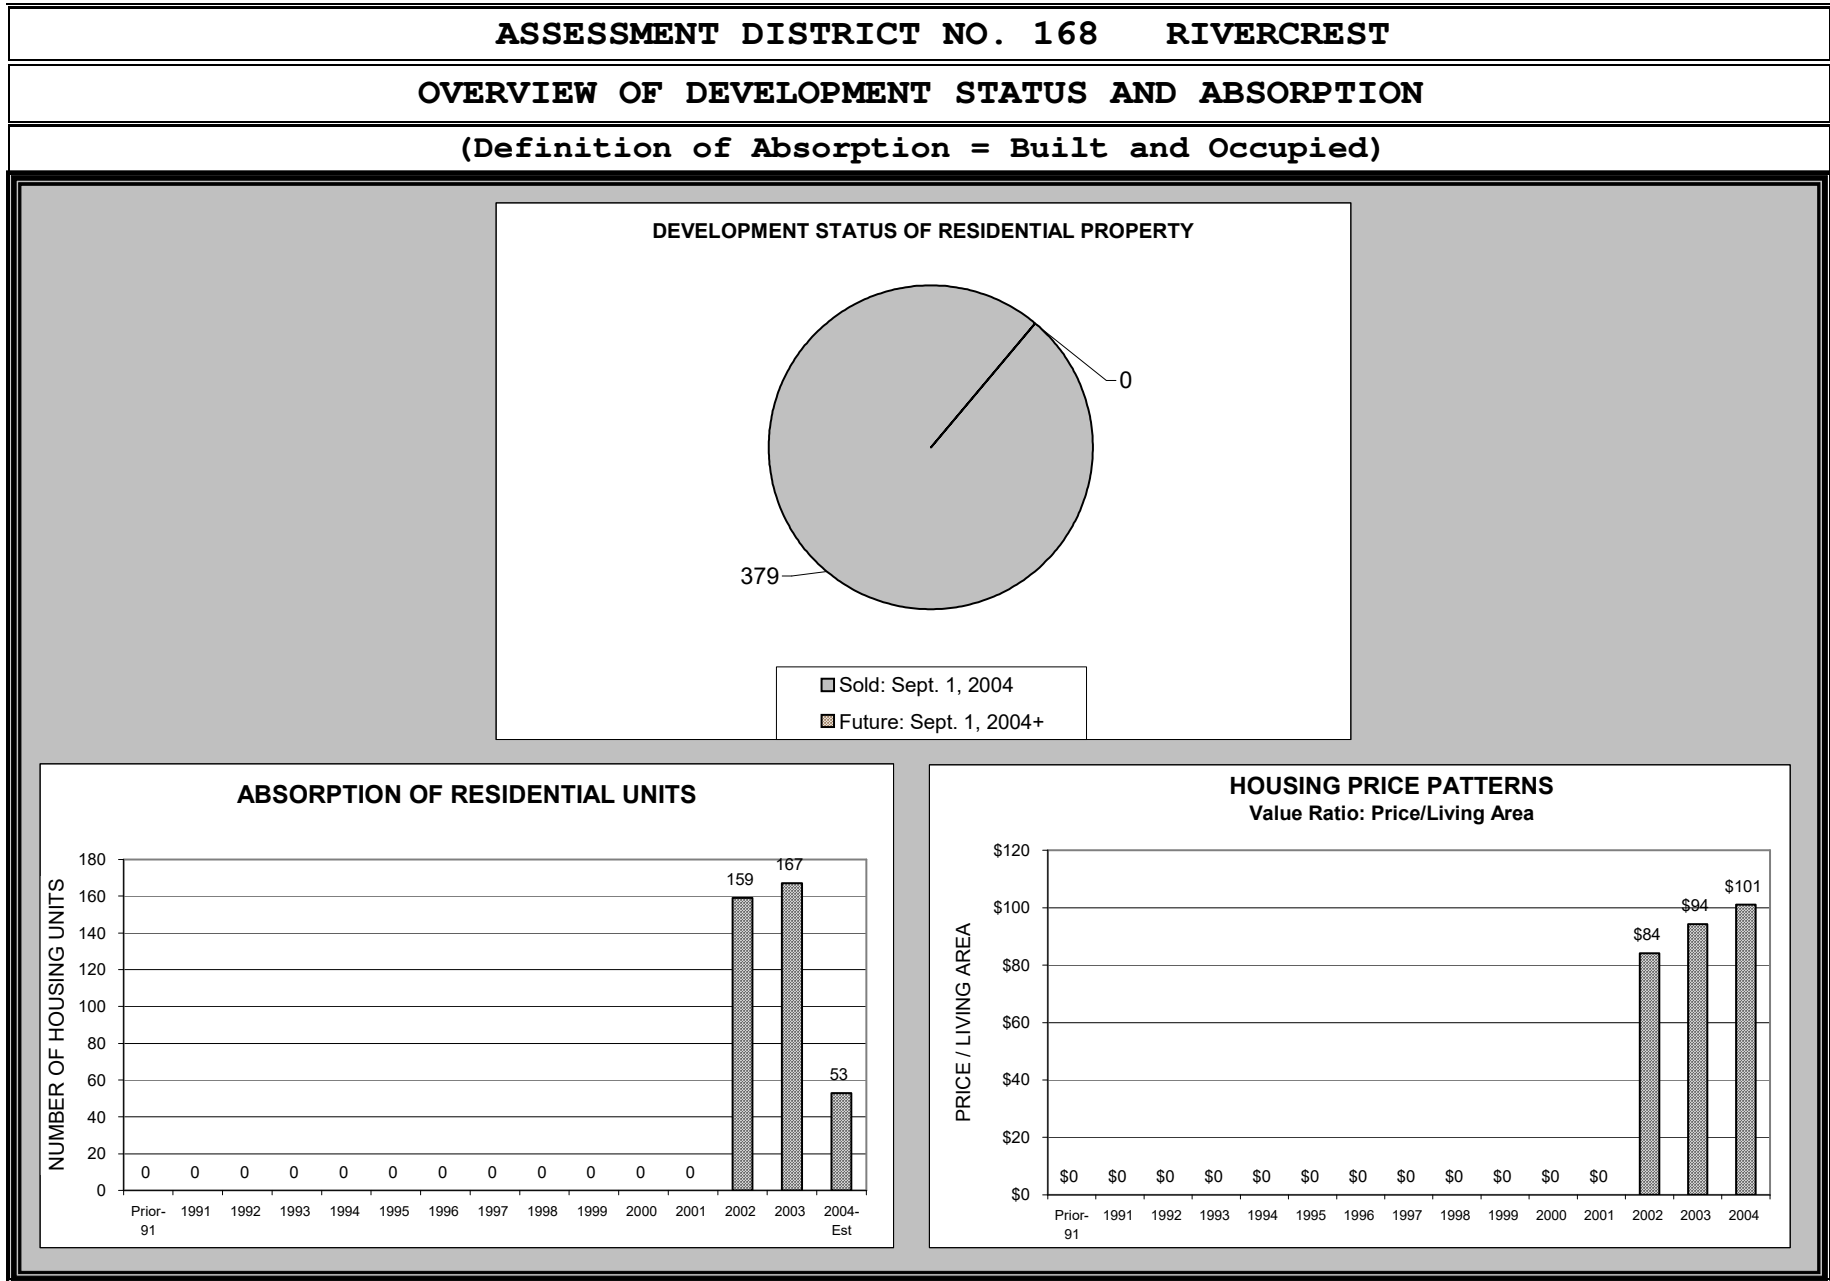 ASSESSMENT DISTRICT NO. 168 RIVERCREST
OVERVIEW OF DEVELOPMENT STATUS AND ABSORPTION
(Definition of Absorption = Built and Occupied)
DEVELOPMENT STATUS OF RESIDENTIAL PROPERTY
0
379
Sold: Sept. 1, 2004
Future: Sept. 1, 2004+
ABSORPTION OF RESIDENTIAL UNITS
NUMBER OF HOUSING UNITS
180
160
140
120
100
80
60
40
20
0
0 0 0 0 0 0 0 0 0 0 0 0 159 167 53
Prior-91 1991 1992 1993 1994 1995 1996 1997 1998 1999 2000 2001 2002 2003 2004-Est
HOUSING PRICE PATTERNS
Value Ratio: Price/Living Area
PRICE / LIVING AREA
$120
$100
$80
$60
$40
$20
$0
$0 $0 $0 $0 $0 $0 $0 $0 $0 $0 $0 $0 $84 $94 $101
Prior-91 1991 1992 1993 1994 1995 1996 1997 1998 1999 2000 2001 2002 2003 2004